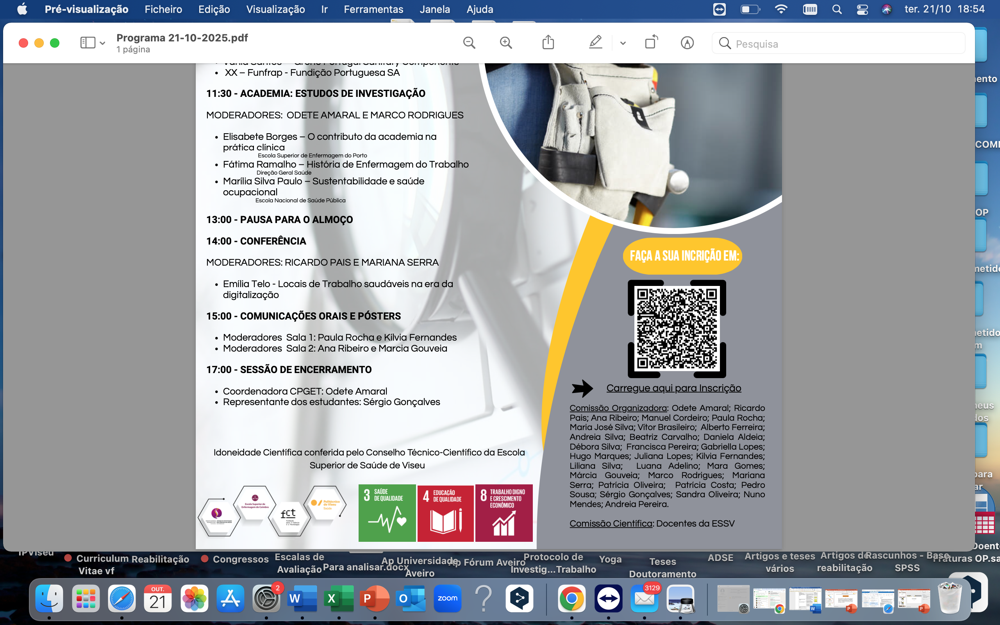 Pré-visualização Ficheiro Edição Visualização Ir Ferramentas Janela Ajuda
ter. 21/10 18:54
Programa 21-10-2025.pdf
1 página
Pesquisa
XX – Funfrap - Fundição Portuguesa SA
11:30 - ACADEMIA: ESTUDOS DE INVESTIGAÇÃO
MODERADORES: ODETE AMARAL E MARCO RODRIGUES
Elisabete Borges – O contributo da academia na
prática clínica
Escola Superior de Enfermagem do Porto
Fátima Ramalho – História de Enfermagem do Trabalho
Direção Geral Saúde
Marília Silva Paulo – Sustentabilidade e saúde
ocupacional
Escola Nacional de Saúde Pública
13:00 - PAUSA PARA O ALMOÇO
14:00 - CONFERÊNCIA
MODERADORES: RICARDO PAIS E MARIANA SERRA
Emília Telo - Locais de Trabalho saudáveis na era da
digitalização
15:00 - COMUNICAÇÕES ORAIS E PÓSTERS
Moderadores Sala 1: Paula Rocha e Kílvia Fernandes
Moderadores Sala 2: Ana Ribeiro e Marcia Gouveia
17:00 - SESSÃO DE ENCERRAMENTO
Coordenadora CPGET: Odete Amaral
Representante dos estudantes: Sérgio Gonçalves
Idoneidade Científica conferida pelo Conselho Técnico-Científico da Escola
Superior de Saúde de Viseu
Escola Superior de
Enfermagem de Coimbra
fct
Fundação
para a Ciência
e a Tecnologia
Politécnico
de Viseu
Saúde
3 SAÚDE
DE QUALIDADE
4 EDUCAÇÃO
DE QUALIDADE
8 TRABALHO DIGNO
E CRESCIMENTO
ECONÓMICO
FAÇA A SUA INCRIÇÃO EM:
Carregue aqui para Inscrição
Comissão Organizadora: Odete Amaral; Ricardo
Pais; Ana Ribeiro; Manuel Cordeiro; Paula Rocha;
Maria José Silva; Vítor Brasileiro; Alberto Ferreira;
Andreia Silva; Beatriz Carvalho; Daniela Aldeia;
Débora Silva; Francisca Pereira; Gabriella Lopes;
Hugo Marques; Juliana Lopes; Kilvia Fernandes;
Liliana Silva; Luana Adelino; Mara Gomes;
Márcia Gouveia; Marco Rodrigues; Mariana
Serra; Patrícia Oliveira; Patrícia Costa; Pedro
Sousa; Sérgio Gonçalves; Sandra Oliveira; Nuno
Mendes; Andreia Pereira.
Comissão Científica: Docentes da ESSV
IPViseu
Curriculum
Vitae vf
Reabilitação
Congressos
Escalas de
Avaliação
Para analisar.docx
Ap Universidade
Aveiro
Ap Fórum Aveiro
Protocolo de
Investig...Trabalho
Yoga
Teses
Doutoramento
ADSE
Artigos e teses
vários
Artigos de
reabilitação
Rascunhos - Base
SPSS
OP
OUT.
21
2
W
X
P
O
zoom
3129